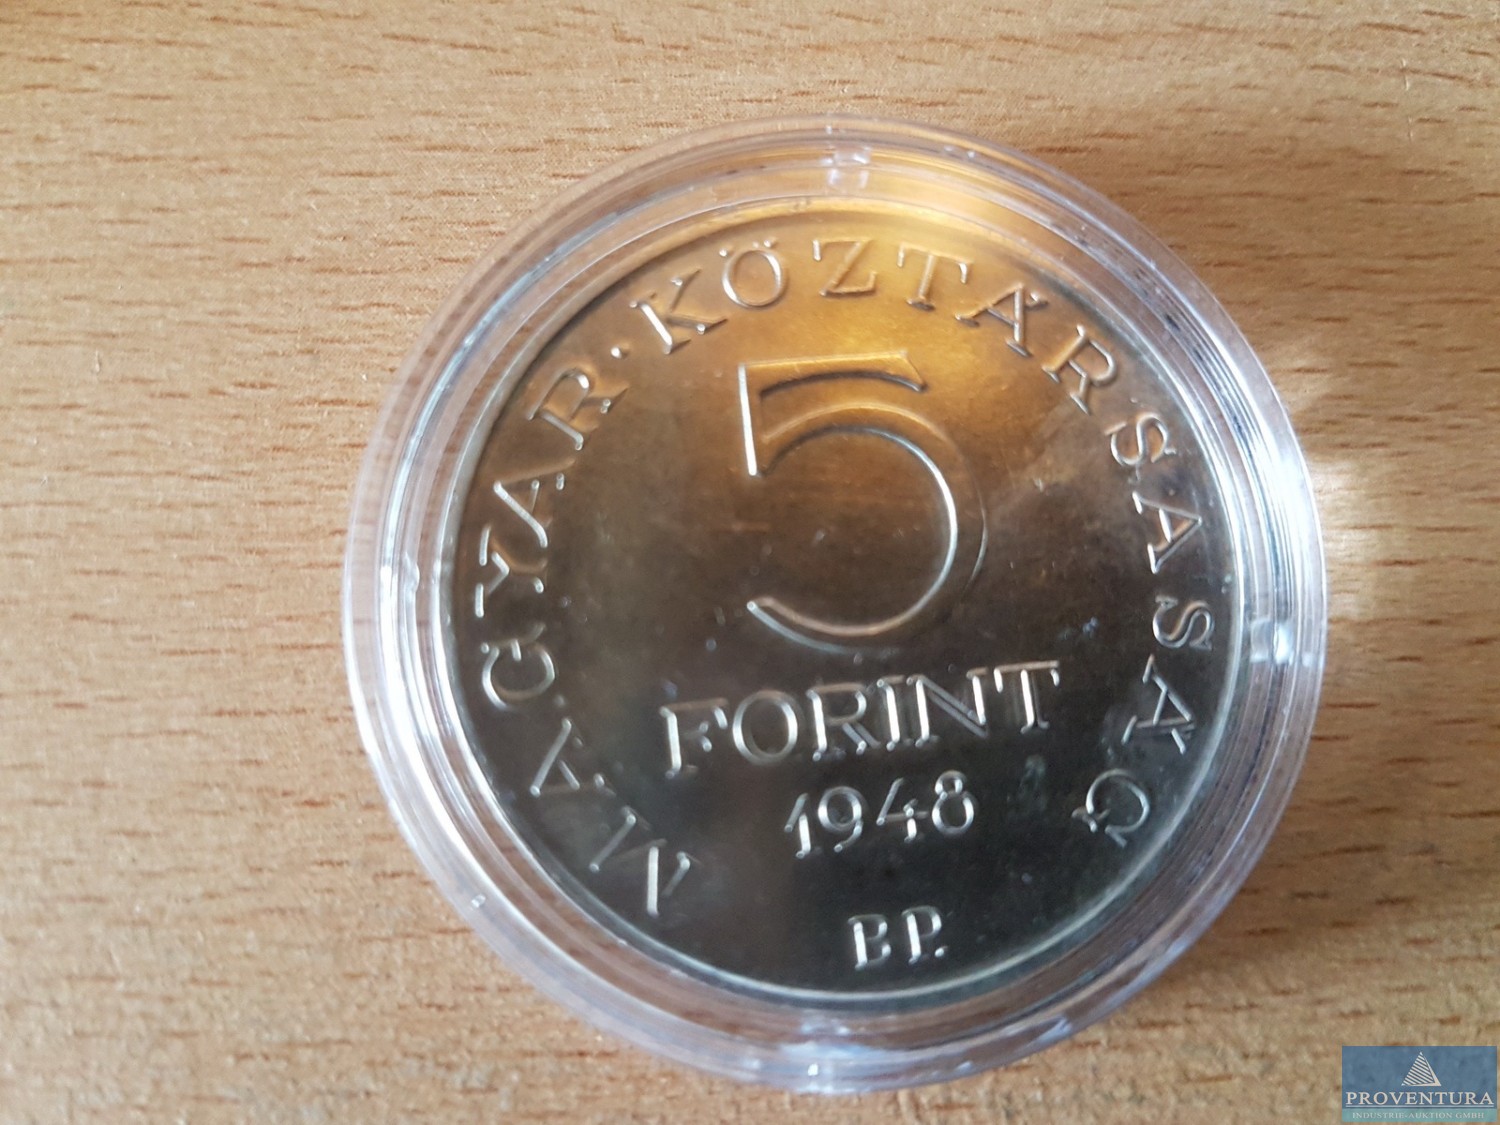 MAGYAR · KÖZTÁRSASÁG
5
FORINT
1948
BP.
PROVENTURA
INDUSTRIE-AUKTION GMBH